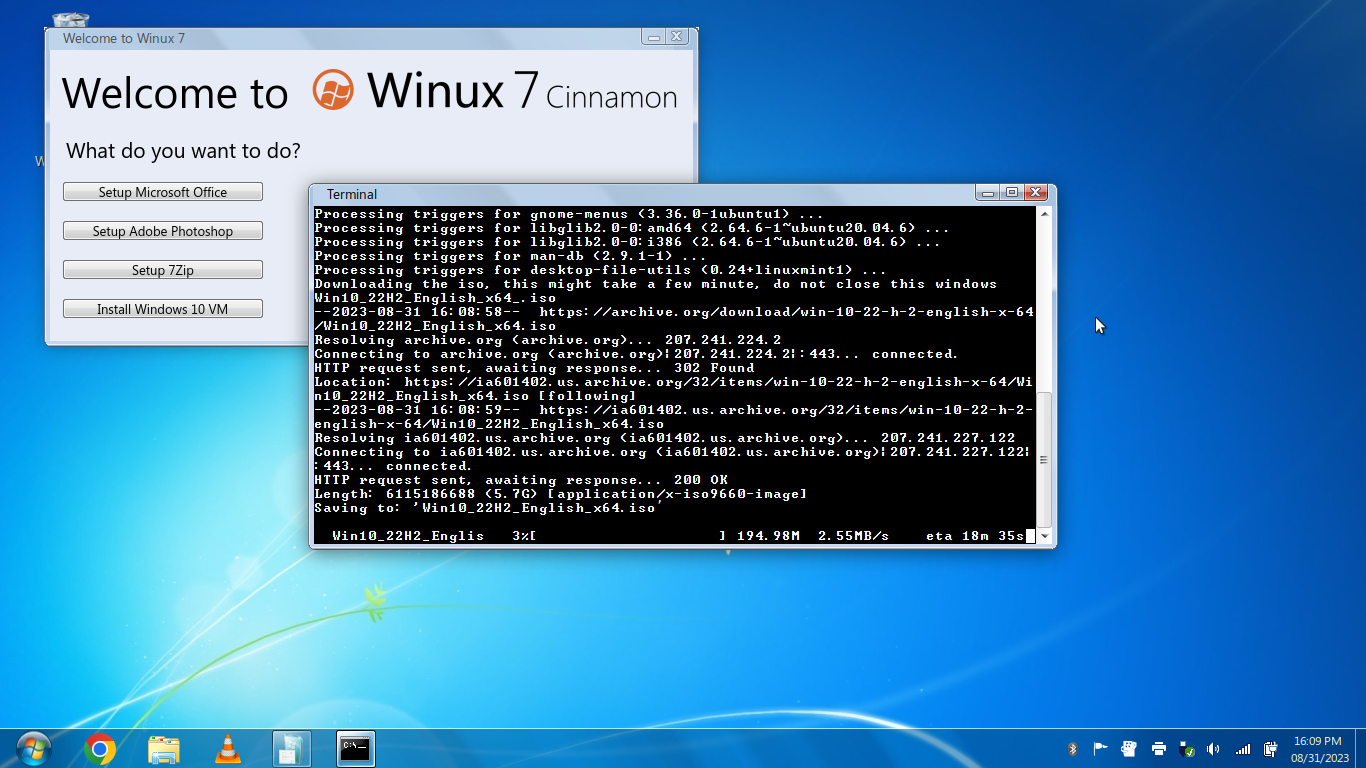 Welcome to Winux 7
Welcome to Winux 7 Cinnamon
What do you want to do?
Setup Microsoft Office
Setup Adobe Photoshop
Setup 7Zip
Install Windows 10 VM
W
Terminal
Processing triggers for gnome-menus (3.36.0-1ubuntu1) ...
Processing triggers for libglib2.0-0:amd64 (2.64.6-1~ubuntu20.04.6) ...
Processing triggers for libglib2.0-0:i386 (2.64.6-1~ubuntu20.04.6) ...
Processing triggers for man-db (2.9.1-1) ...
Processing triggers for desktop-file-utils (0.24+linuxmint1) ...
Downloading the iso, this might take a few minute, do not close this windows
Win10_22H2_English_x64_.iso
--2023-08-31 16:08:58--  https://archive.org/download/win-10-22-h-2-english-x-64
/Win10_22H2_English_x64.iso
Resolving archive.org (archive.org)... 207.241.224.2
Connecting to archive.org (archive.org)|207.241.224.2|:443... connected.
HTTP request sent, awaiting response... 302 Found
Location: https://ia601402.us.archive.org/32/items/win-10-22-h-2-english-x-64/Wi
n10_22H2_English_x64.iso [following]
--2023-08-31 16:08:59--  https://ia601402.us.archive.org/32/items/win-10-22-h-2-
english-x-64/Win10_22H2_English_x64.iso
Resolving ia601402.us.archive.org (ia601402.us.archive.org)... 207.241.227.122
Connecting to ia601402.us.archive.org (ia601402.us.archive.org)|207.241.227.122|
:443... connected.
HTTP request sent, awaiting response... 200 OK
Length: 6115186688 (5.7G) [application/x-iso9660-image]
Saving to: 'Win10_22H2_English_x64.iso'
Win10_22H2_Englis   3%[                    ] 194.98M  2.55MB/s    eta 18m 35s
C:\_
16:09 PM
08/31/2023